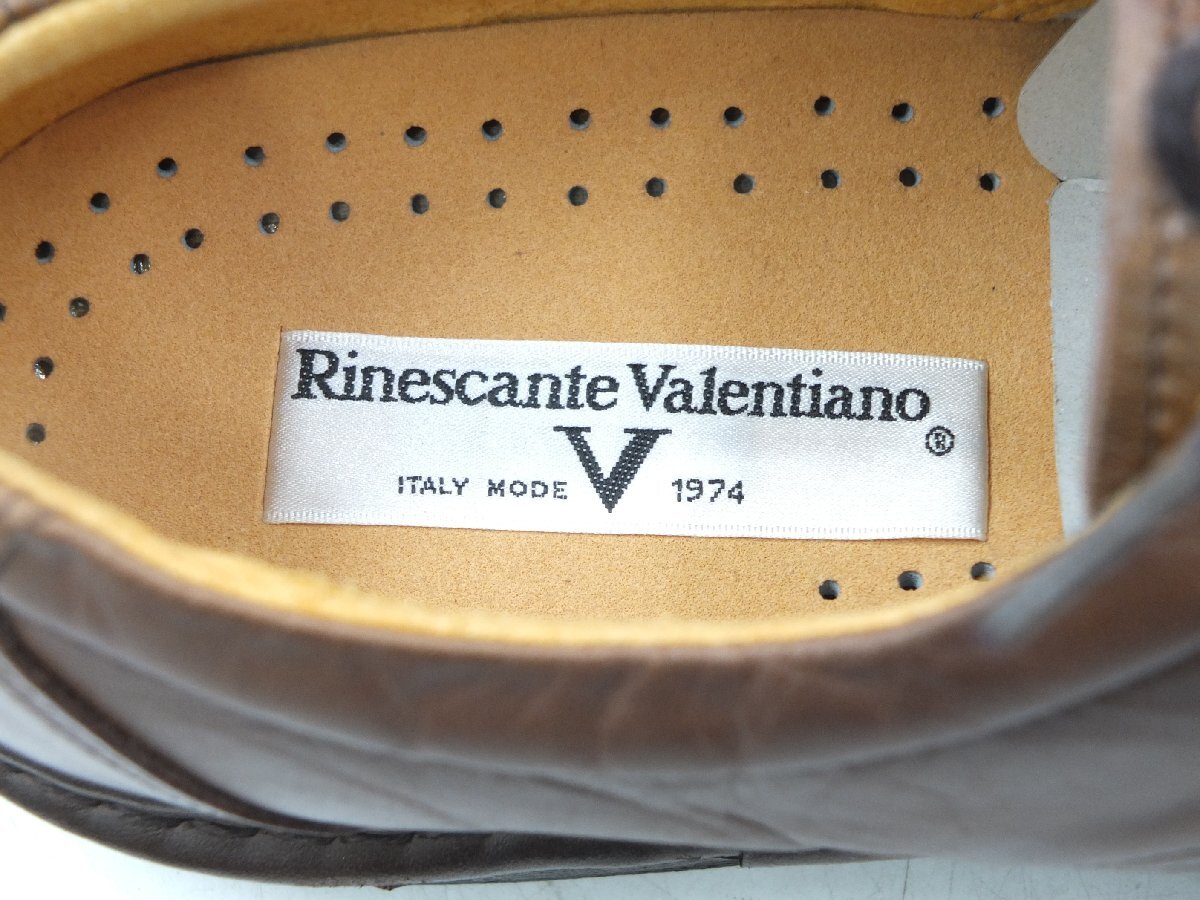 Rinescante Valentiano
®
ITALY MODE V 1974